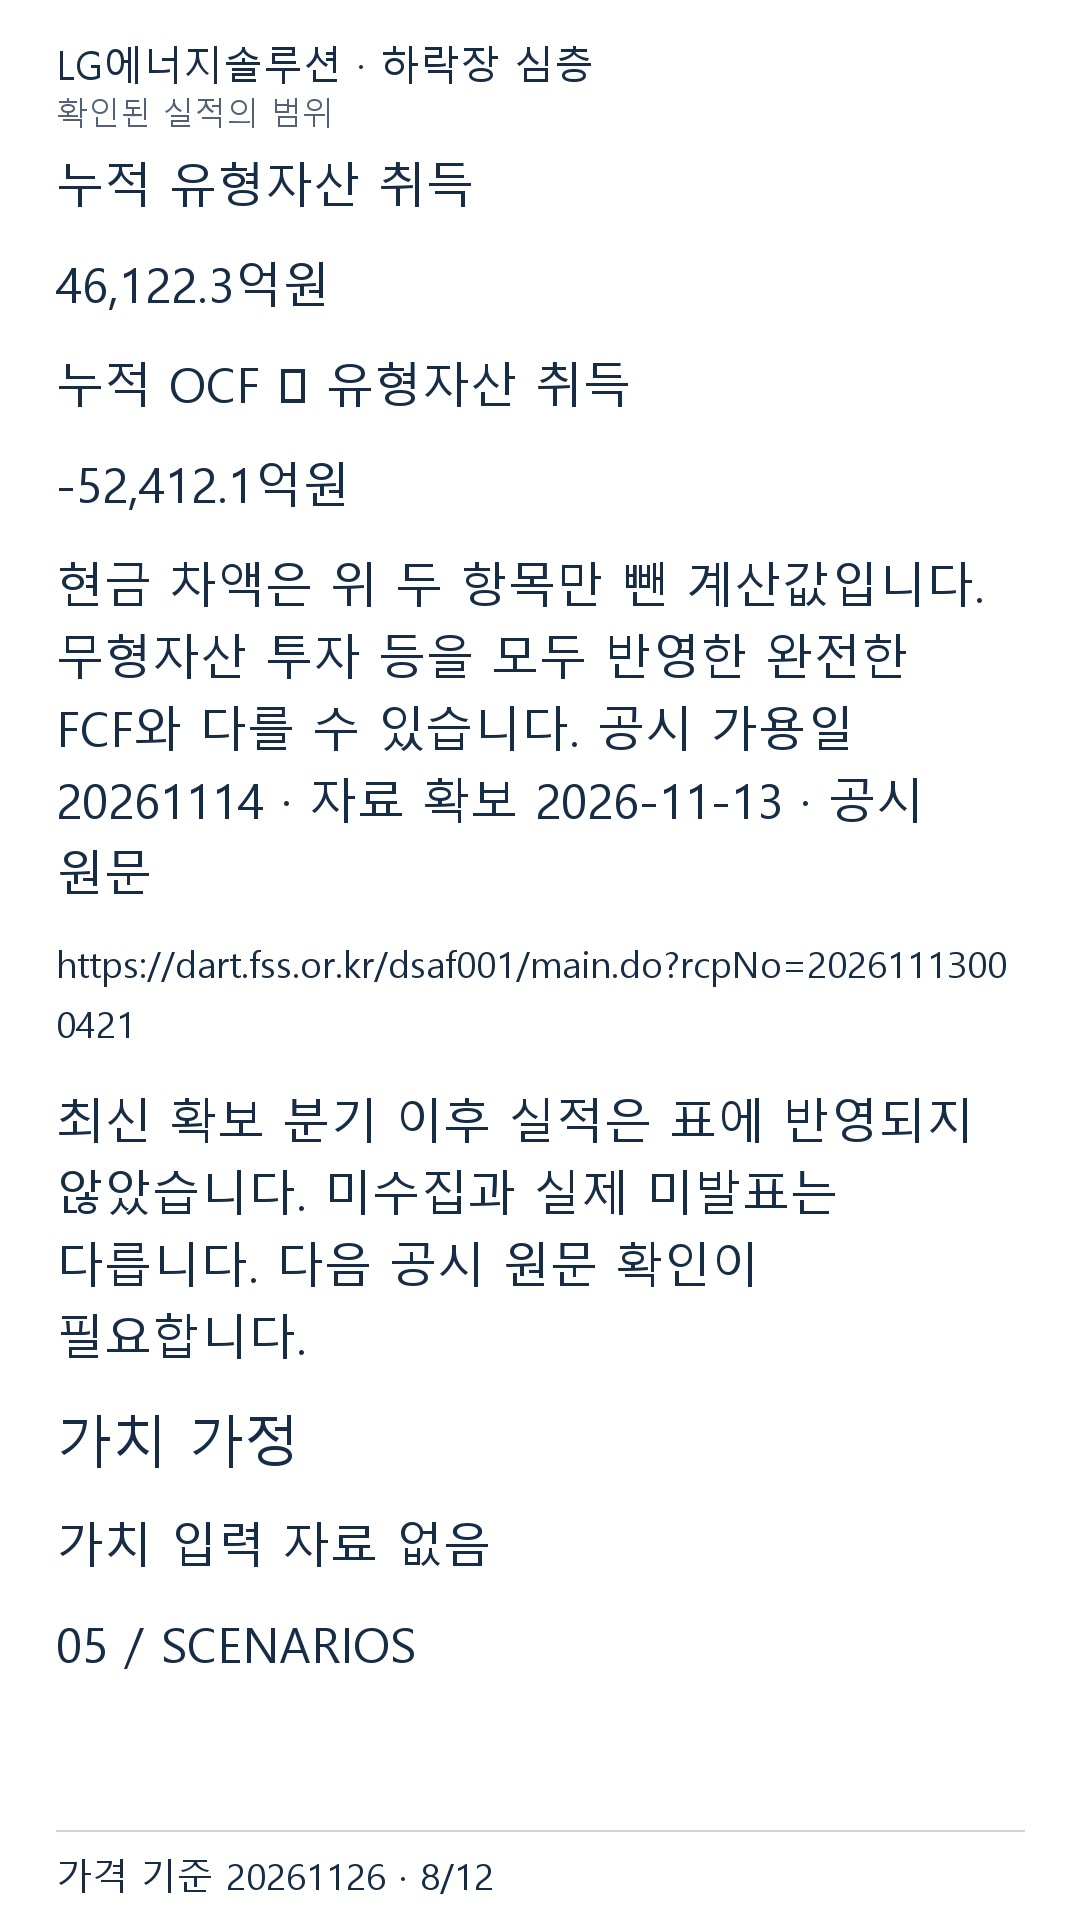 LG에너지솔루션 · 하락장 심층
확인된 실적의 범위
누적 유형자산 취득
46,122.3억원
누적 OCF □ 유형자산 취득
-52,412.1억원
현금 차액은 위 두 항목만 뺀 계산값입니다.
무형자산 투자 등을 모두 반영한 완전한
FCF와 다를 수 있습니다. 공시 가용일
20261114 · 자료 확보 2026-11-13 · 공시
원문
https://dart.fss.or.kr/dsaf001/main.do?rcpNo=2026111300
0421
최신 확보 분기 이후 실적은 표에 반영되지
않았습니다. 미수집과 실제 미발표는
다릅니다. 다음 공시 원문 확인이
필요합니다.
가치 가정
가치 입력 자료 없음
05 / SCENARIOS
가격 기준 20261126 · 8/12